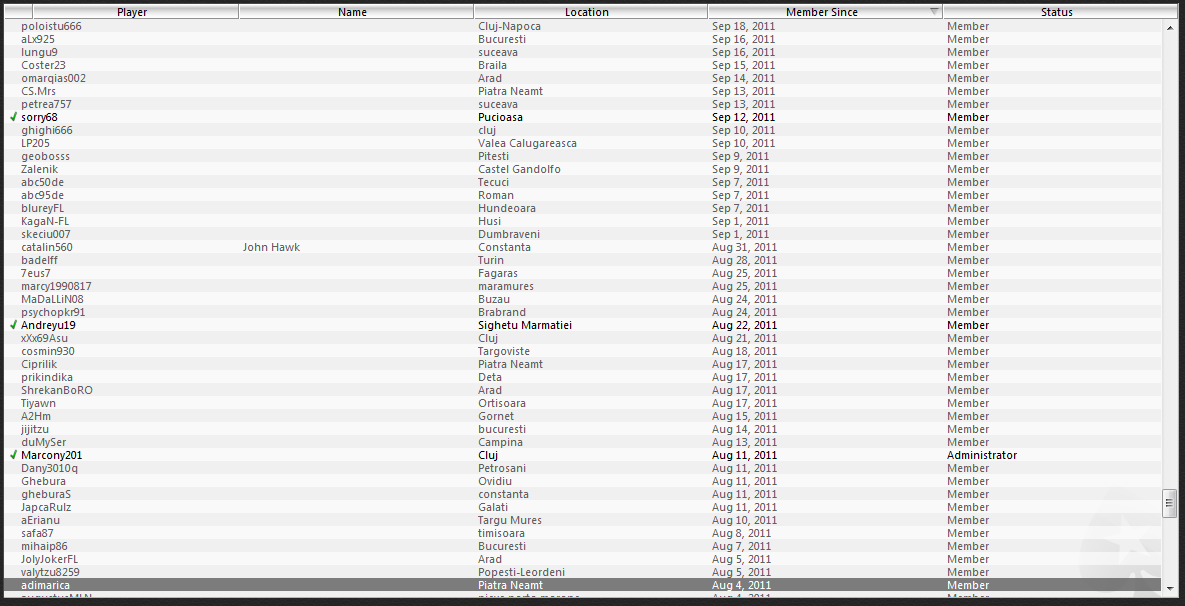 Player Name Location Member Since Status
poloistu666 Cluj-Napoca Sep 18, 2011 Member
aLx925 Bucuresti Sep 16, 2011 Member
lungu9 suceava Sep 16, 2011 Member
Coster23 Braila Sep 15, 2011 Member
omarqias002 Arad Sep 14, 2011 Member
CS.Mrs Piatra Neamt Sep 13, 2011 Member
petrea757 suceava Sep 13, 2011 Member
sorry68 Pucioasa Sep 12, 2011 Member
ghighi666 cluj Sep 10, 2011 Member
LP205 Valea Calugareasca Sep 10, 2011 Member
geobosss Pitesti Sep 9, 2011 Member
Zalenik Castel Gandolfo Sep 9, 2011 Member
abc50de Tecuci Sep 7, 2011 Member
abc95de Roman Sep 7, 2011 Member
blureyFL Hundeoara Sep 7, 2011 Member
KagaN-FL Husi Sep 1, 2011 Member
skeciu007 Dumbraveni Sep 1, 2011 Member
catalin560 John Hawk Constanta Aug 31, 2011 Member
badelff Turin Aug 28, 2011 Member
7eus7 Fagaras Aug 25, 2011 Member
marcy1990817 maramures Aug 25, 2011 Member
MaDaLLiN08 Buzau Aug 24, 2011 Member
psychopkr91 Brabrand Aug 24, 2011 Member
Andreyu19 Sighetu Marmatiei Aug 22, 2011 Member
xXx69Asu Cluj Aug 21, 2011 Member
cosmin930 Targoviste Aug 18, 2011 Member
Ciprilik Piatra Neamt Aug 17, 2011 Member
prikindika Deta Aug 17, 2011 Member
ShrekanBoRO Arad Aug 17, 2011 Member
Tiyawn Ortisoara Aug 17, 2011 Member
A2Hm Gornet Aug 15, 2011 Member
jijitzu bucuresti Aug 14, 2011 Member
duMySer Campina Aug 13, 2011 Member
Marcony201 Cluj Aug 11, 2011 Administrator
Dany3010q Petrosani Aug 11, 2011 Member
Ghebura Ovidiu Aug 11, 2011 Member
gheburaS constanta Aug 11, 2011 Member
JapcaRulz Galati Aug 11, 2011 Member
aErianu Targu Mures Aug 10, 2011 Member
safa87 timisoara Aug 8, 2011 Member
mihaip86 Bucuresti Aug 7, 2011 Member
JolyJokerFL Arad Aug 5, 2011 Member
valytzu8259 Popesti-Leordeni Aug 5, 2011 Member
adimarica Piatra Neamt Aug 4, 2011 Member